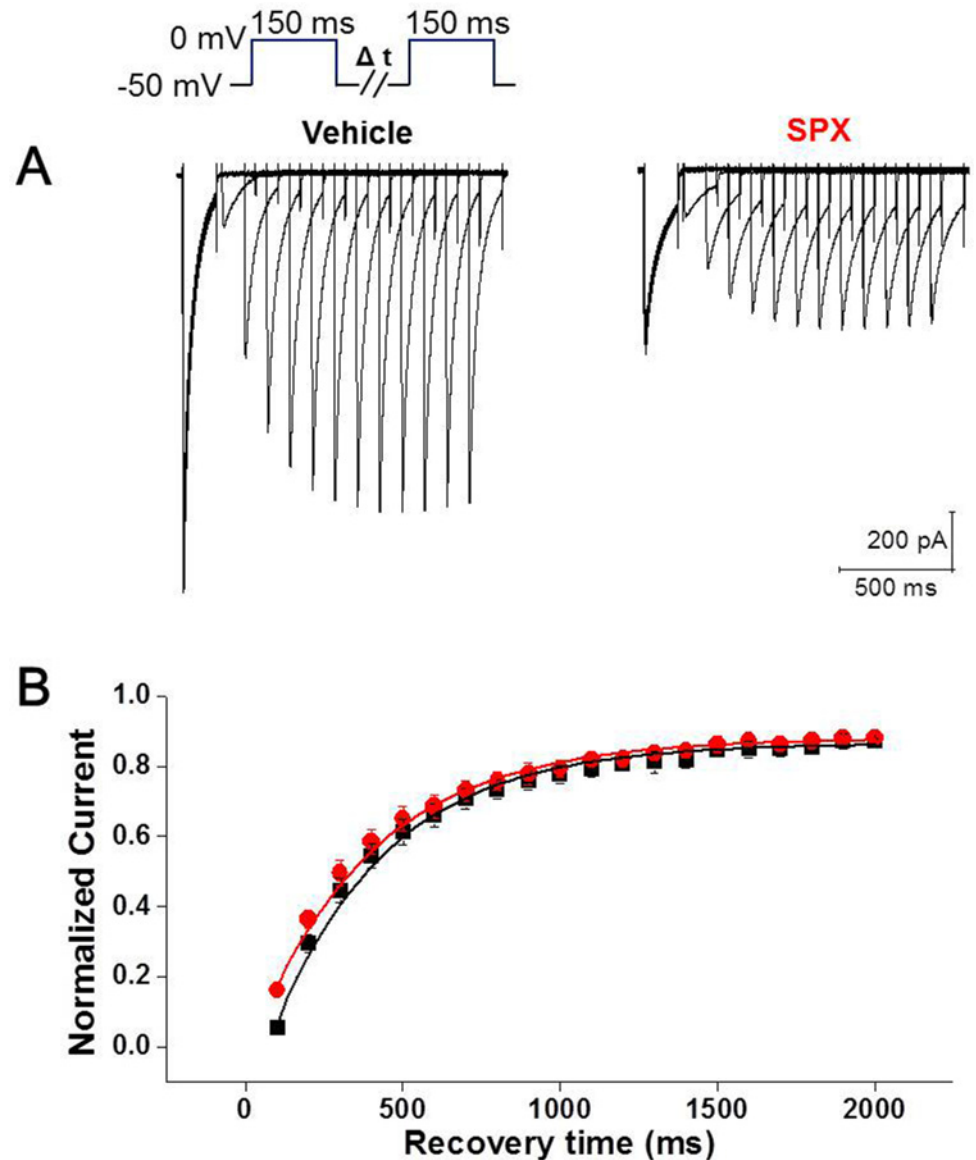 150 ms 150 ms
0 mV
Δ t
-50 mV
Vehicle SPX
A
200 pA
500 ms
B
1.0
0.8
0.6
0.4
0.2
0.0
Normalized Current
0 500 1000 1500 2000
Recovery time (ms)